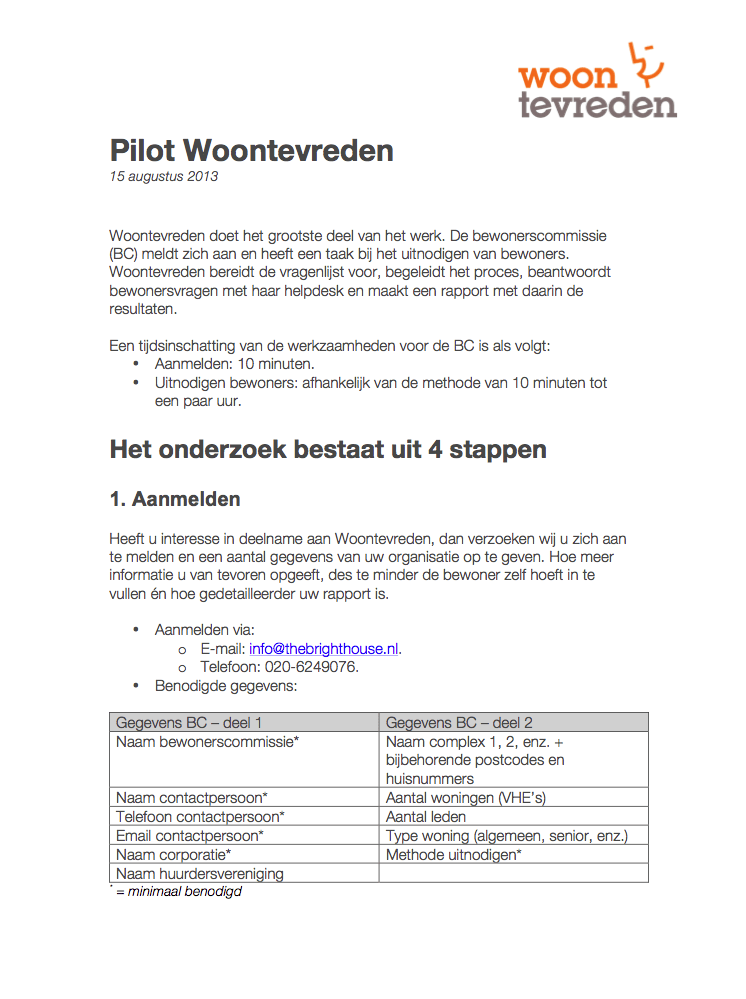 woon
tevreden
Pilot Woontevreden
15 augustus 2013
Woontevreden doet het grootste deel van het werk. De bewonerscommissie
(BC) meldt zich aan en heeft een taak bij het uitnodigen van bewoners.
Woontevreden bereidt de vragenlijst voor, begeleidt het proces, beantwoordt
bewonersvragen met haar helpdesk en maakt een rapport met daarin de
resultaten.
Een tijdsinschatting van de werkzaamheden voor de BC is als volgt:
• Aanmelden: 10 minuten.
• Uitnodigen bewoners: afhankelijk van de methode van 10 minuten tot
een paar uur.
Het onderzoek bestaat uit 4 stappen
1. Aanmelden
Heeft u interesse in deelname aan Woontevreden, dan verzoeken wij u zich aan
te melden en een aantal gegevens van uw organisatie op te geven. Hoe meer
informatie u van tevoren opgeeft, des te minder de bewoner zelf hoeft in te
vullen én hoe gedetailleerder uw rapport is.
• Aanmelden via:
o E-mail: info@thebrighthouse.nl.
o Telefoon: 020-6249076.
• Benodigde gegevens:
Gegevens BC – deel 1 Gegevens BC – deel 2
Naam bewonerscommissie* Naam complex 1, 2, enz. +
bijbehorende postcodes en
huisnummers
Naam contactpersoon* Aantal woningen (VHE's)
Telefoon contactpersoon* Aantal leden
Email contactpersoon* Type woning (algemeen, senior, enz.)
Naam corporatie* Methode uitnodigen*
Naam huurdersvereniging
* = minimaal benodigd